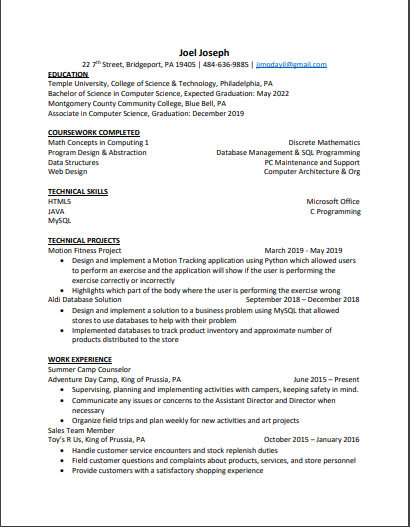 Joel Joseph
22 7th Street, Bridgeport, PA 19405 | 484-636-9885 | jjmodayil@gmail.com
EDUCATION
Temple University, College of Science & Technology, Philadelphia, PA
Bachelor of Science in Computer Science, Expected Graduation: May 2022
Montgomery County Community College, Blue Bell, PA
Associate in Computer Science, Graduation: December 2019
COURSEWORK COMPLETED
Math Concepts in Computing 1 Discrete Mathematics
Program Design & Abstraction Database Management & SQL Programming
Data Structures PC Maintenance and Support
Web Design Computer Architecture & Org
TECHNICAL SKILLS
HTML5 Microsoft Office
JAVA C Programming
MySQL
TECHNICAL PROJECTS
Motion Fitness Project March 2019 - May 2019
• Design and implement a Motion Tracking application using Python which allowed users
to perform an exercise and the application will show if the user is performing the
exercise correctly or incorrectly
• Highlights which part of the body where the user is performing the exercise wrong
Aldi Database Solution September 2018 – December 2018
• Design and implement a solution to a business problem using MySQL that allowed
stores to use databases to help with their problem
• Implemented databases to track product inventory and approximate number of
products distributed to the store
WORK EXPERIENCE
Summer Camp Counselor
Adventure Day Camp, King of Prussia, PA June 2015 – Present
• Supervising, planning and implementing activities with campers, keeping safety in mind.
• Communicate any issues or concerns to the Assistant Director and Director when
necessary
• Organize field trips and plan weekly for new activities and art projects
Sales Team Member
Toy's R Us, King of Prussia, PA October 2015 – January 2016
• Handle customer service encounters and stock replenish duties
• Field customer questions and complaints about products, services, and store personnel
• Provide customers with a satisfactory shopping experience